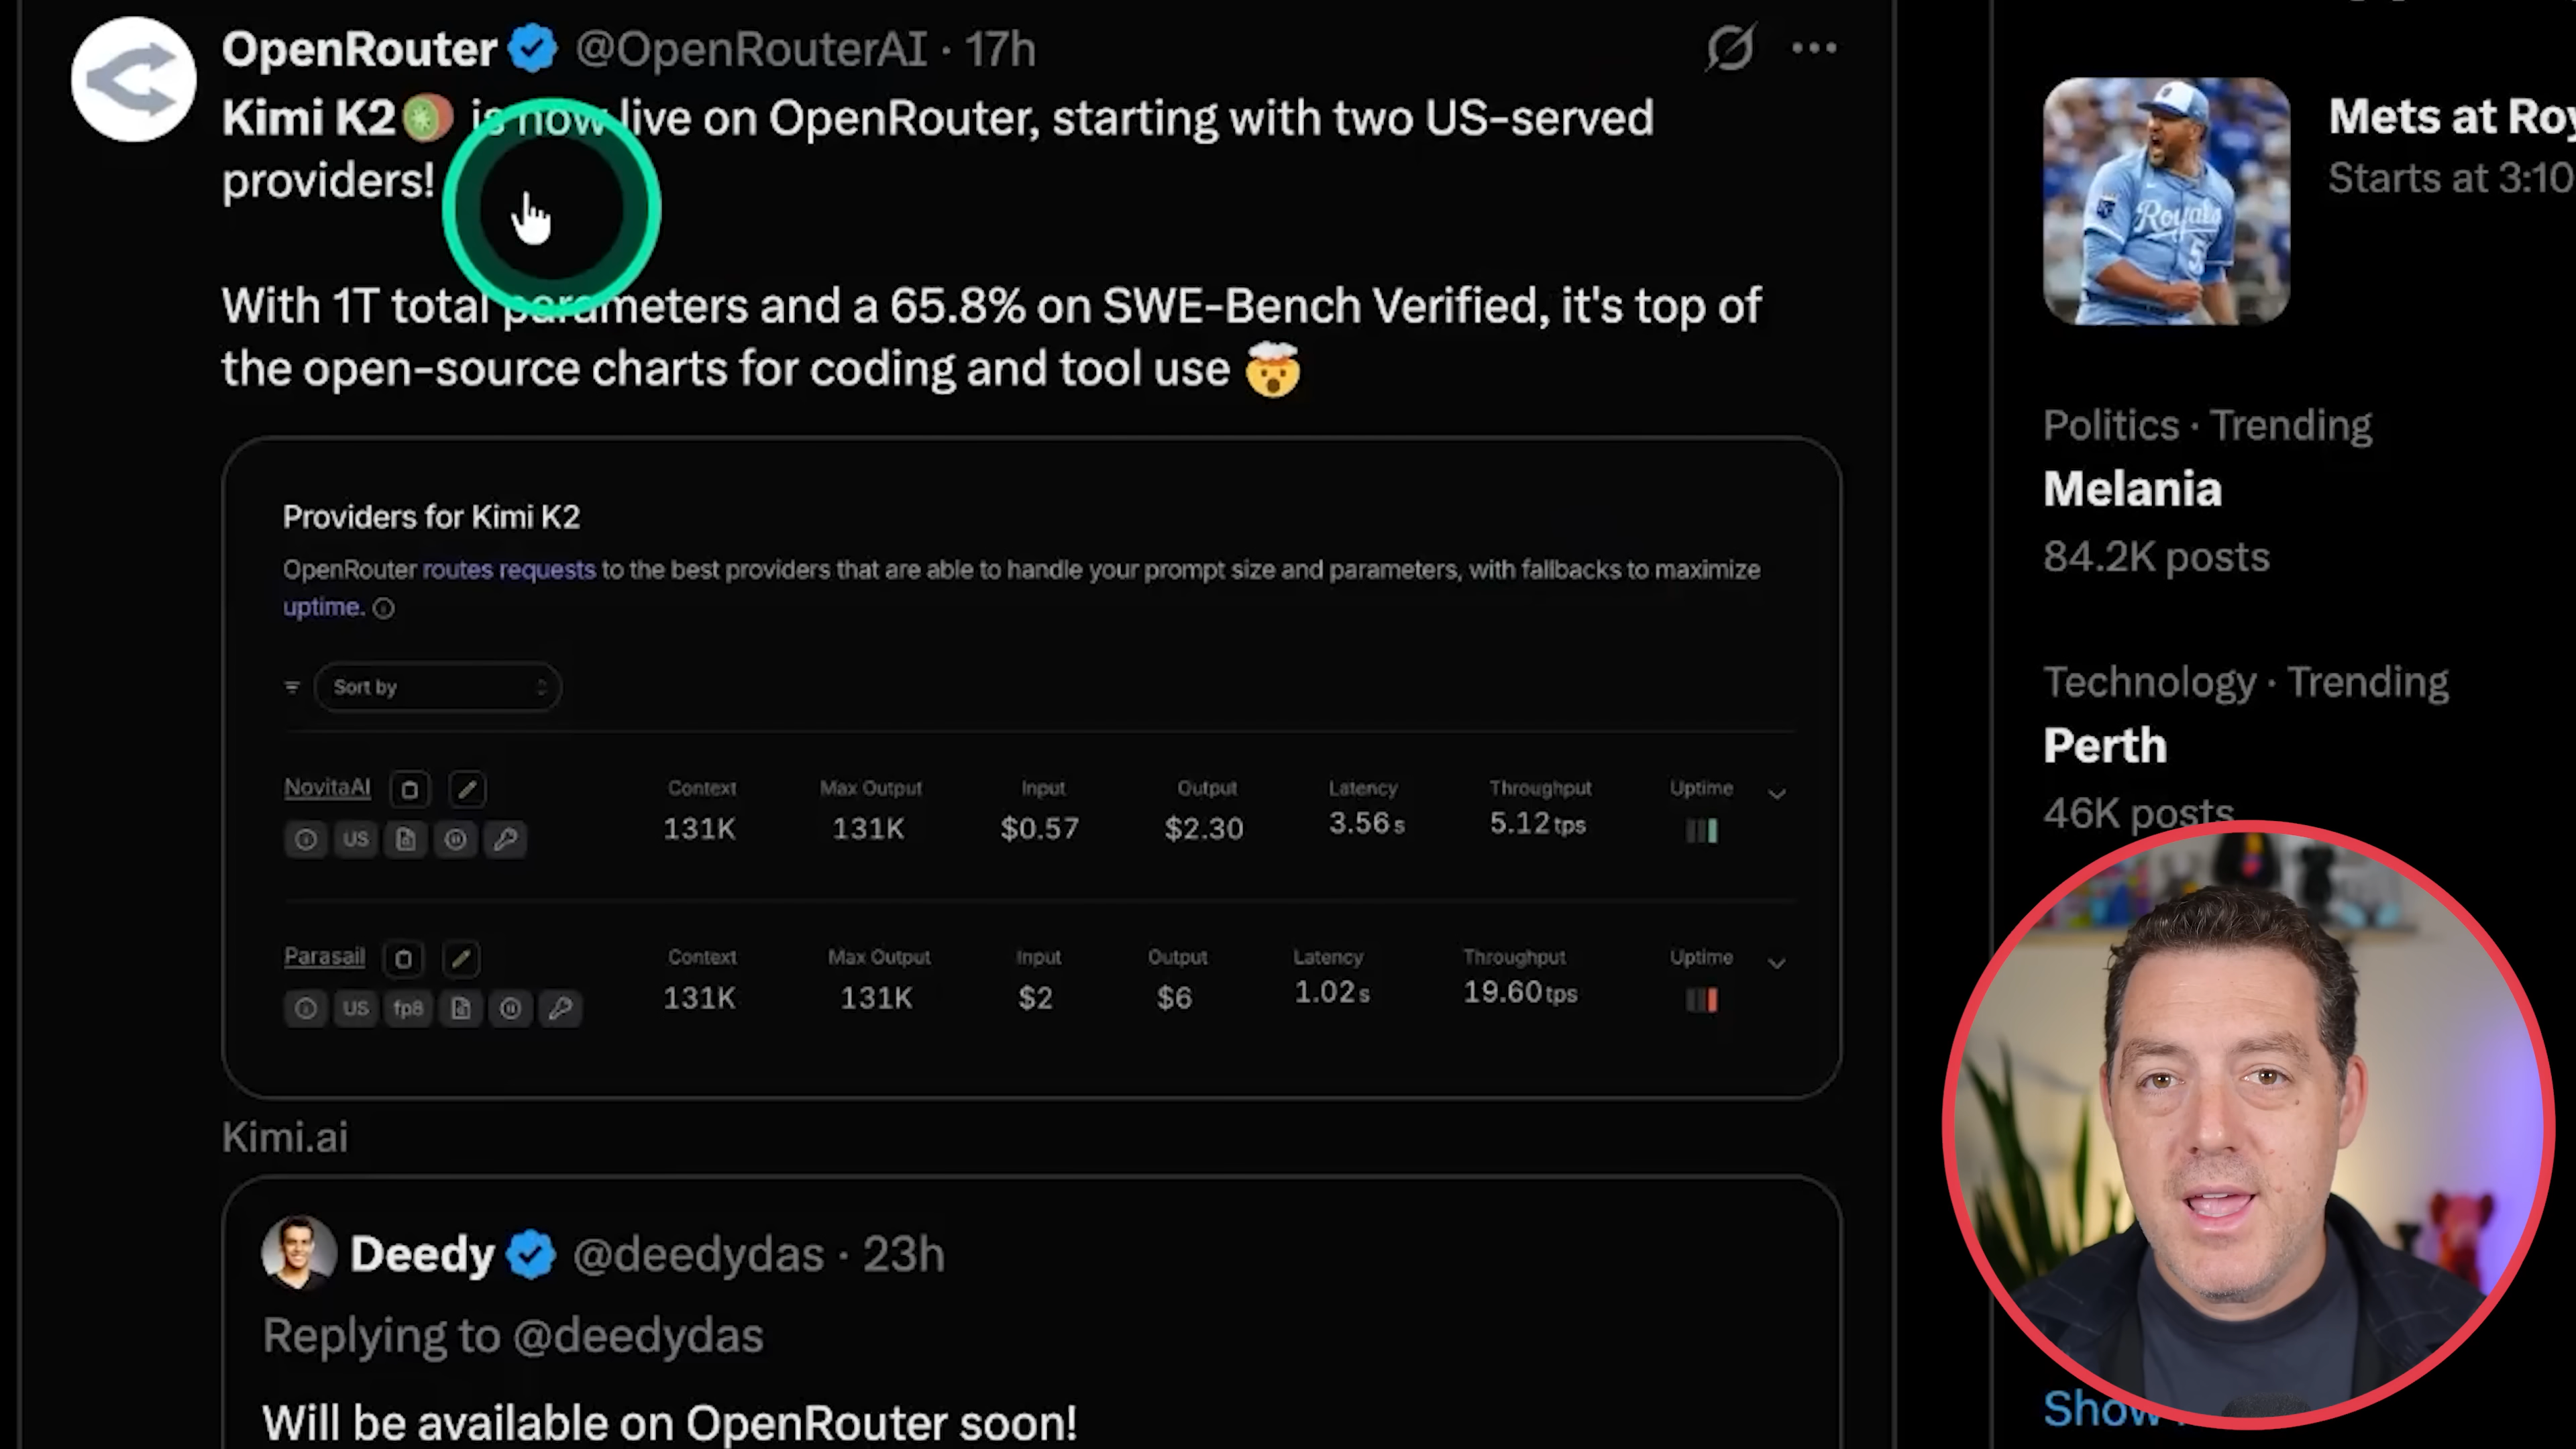 OpenRouter @OpenRouterAI · 17h
Kimi K2🥝 is now live on OpenRouter, starting with two US-served
providers!
With 1T total parameters and a 65.8% on SWE-Bench Verified, it's top of
the open-source charts for coding and tool use 🤯
Providers for Kimi K2
OpenRouter routes requests to the best providers that are able to handle your prompt size and parameters, with fallbacks to maximize
uptime.
Sort by
NovitaAI Context Max Output Input Output Latency Throughput Uptime
US 131K 131K $0.57 $2.30 3.56s 5.12tps
Parasail Context Max Output Input Output Latency Throughput Uptime
US fp8 131K 131K $2 $6 1.02s 19.60tps
Kimi.ai
Deedy @deedydas · 23h
Replying to @deedydas
Will be available on OpenRouter soon!
Mets at Roy
Starts at 3:10
Royals
5
Politics · Trending
Melania
84.2K posts
Technology · Trending
Perth
46K posts
Show